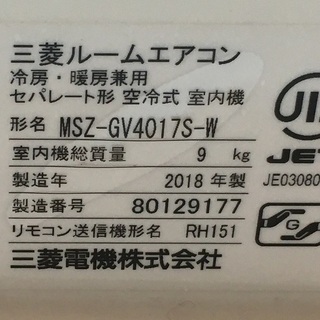 三菱ルームエアコン
冷房・暖房兼用
セパレート形 空冷式 室内機
形名 MSZ-GV4017S-W
室内機総質量 9 kg
製造年 2018 年製
製造番号 80129177
リモコン送信機形名 RH151
三菱電機株式会社
JET
JE03080
G